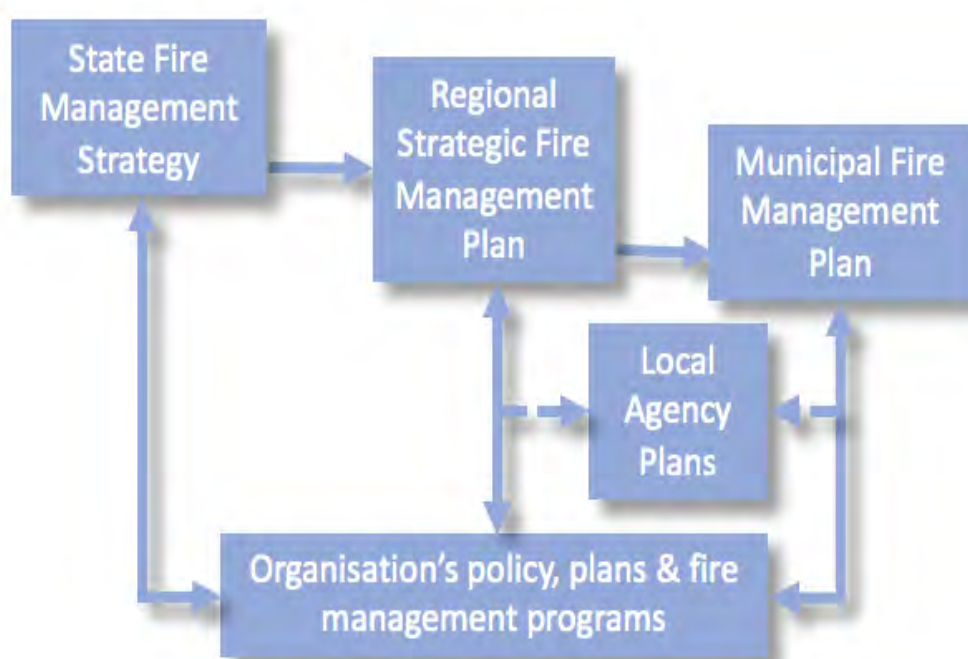 State Fire
Management
Strategy
Regional
Strategic Fire
Management
Plan
Municipal Fire
Management
Plan
Local
Agency
Plans
Organisation's policy, plans & fire
management programs